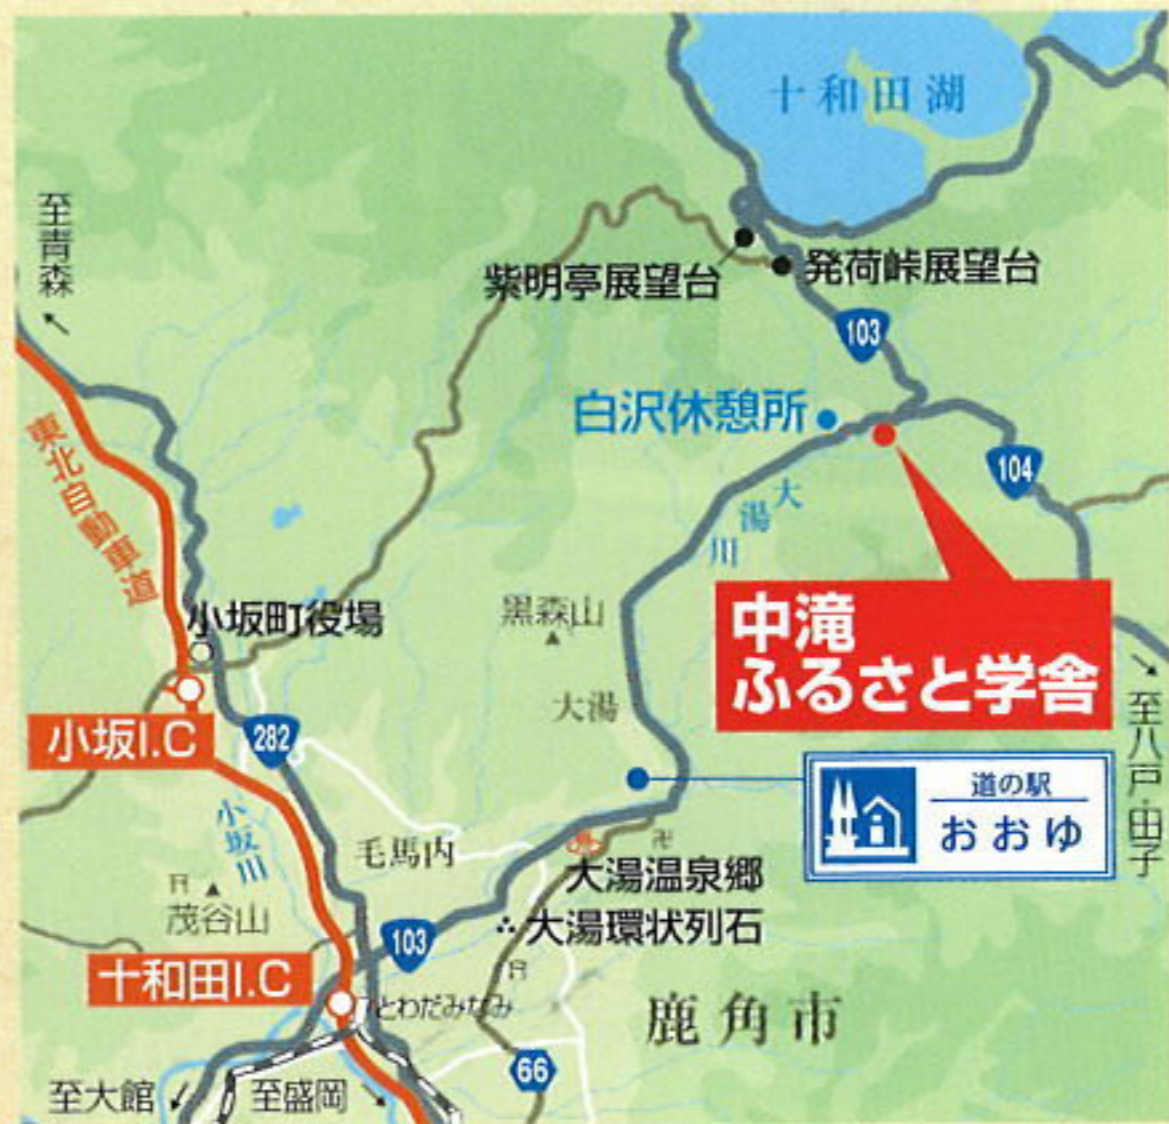 十和田湖
至青森
紫明亭展望台
発荷峠展望台
103
白沢休憩所
104
東北自動車道
大湯川
小坂町役場
黒森山
中滝
ふるさと学舎
大湯
至八戸・田子
小坂I.C
282
道の駅
おおゆ
小坂川
毛馬内
大湯温泉郷
茂谷山
103
大湯環状列石
十和田I.C
とわだみなみ
鹿角市
66
至大館
至盛岡